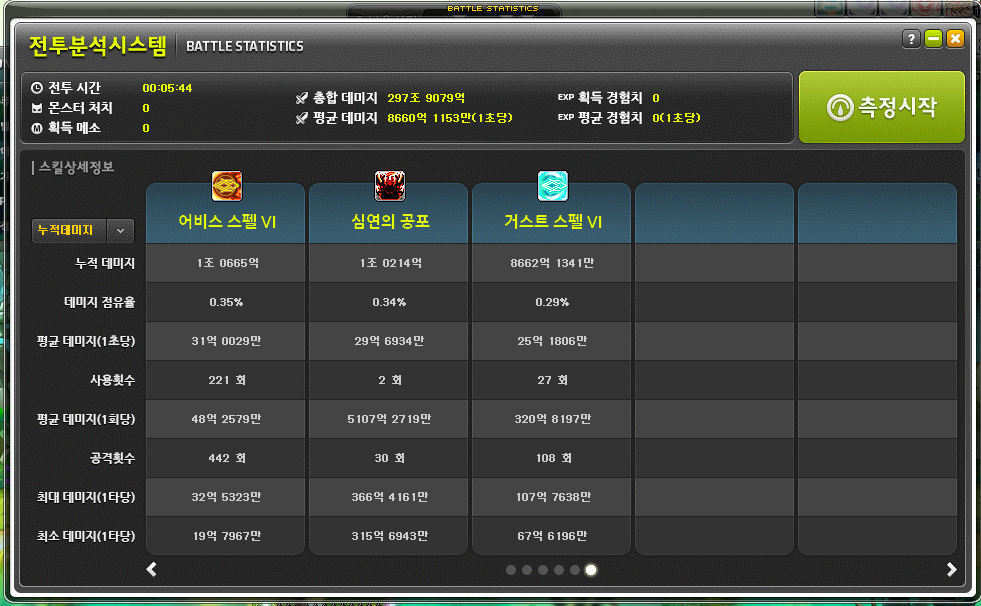 BATTLE STATISTICS
전투분석시스템 BATTLE STATISTICS
?
전투 시간 00:05:44
몬스터 처치 0
획득 메소 0
총합 데미지 297조 9079억
평균 데미지 8660억 1153만(1초당)
EXP 획득 경험치 0
EXP 평균 경험치 0(1초당)
측정시작
스킬상세정보
어비스 스펠 VI 심연의 공포 거스트 스펠 VI
누적데미지
누적 데미지 1조 0665억 1조 0214억 8662억 1341만
데미지 점유율 0.35% 0.34% 0.29%
평균 데미지(1초당) 31억 0029만 29억 6934만 25억 1806만
사용횟수 221 회 2 회 27 회
평균 데미지(1회당) 48억 2579만 5107억 2719만 320억 8197만
공격횟수 442 회 30 회 108 회
최대 데미지(1타당) 32억 5323만 366억 4161만 107억 7638만
최소 데미지(1타당) 19억 7967만 315억 6943만 67억 6196만